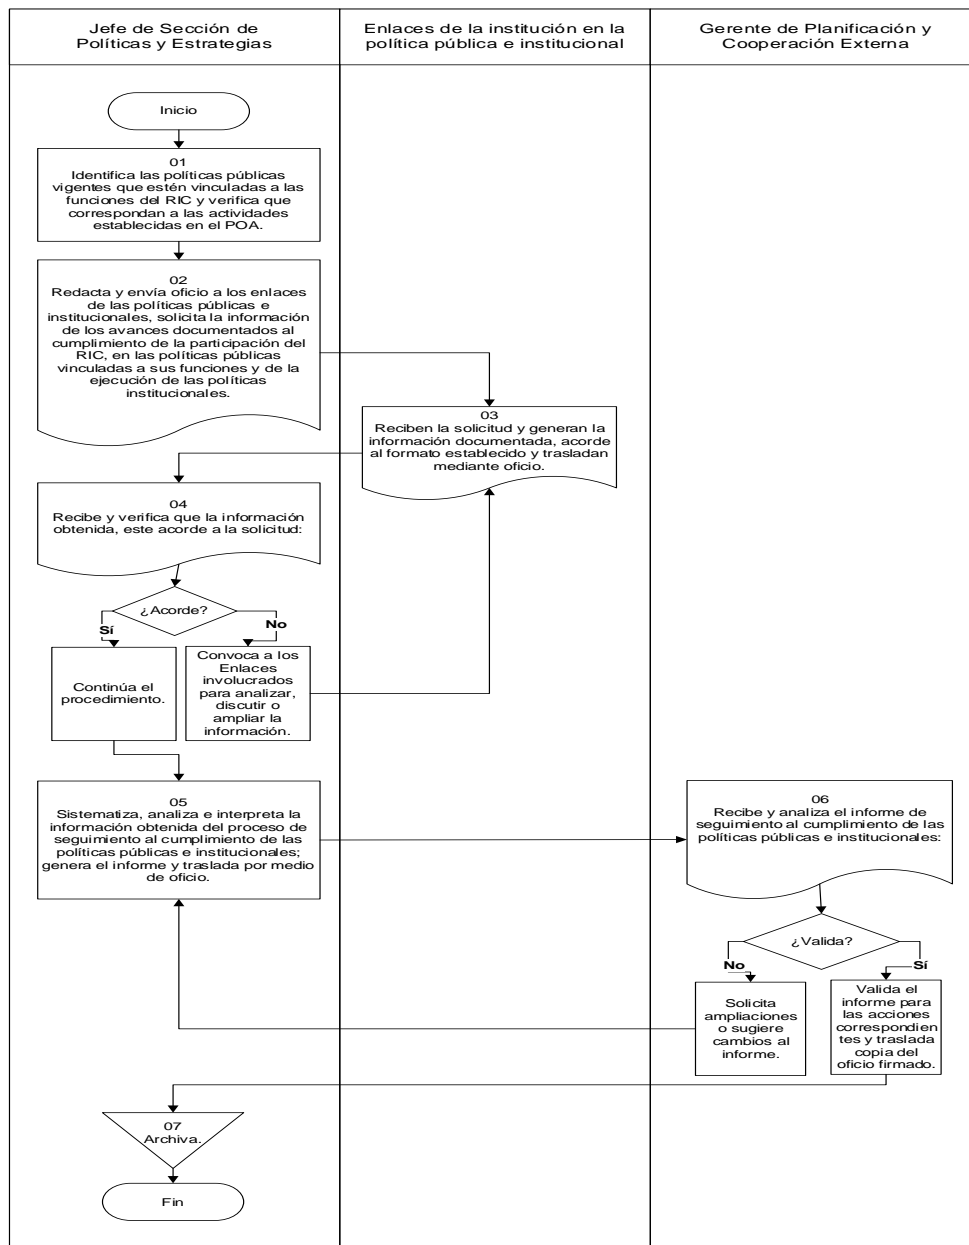 Jefe de Sección de
Políticas y Estrategias
Enlaces de la institución en la
política pública e institucional
Gerente de Planificación y
Cooperación Externa
Inicio
01
Identifica las políticas públicas
vigentes que estén vinculadas a las
funciones del RIC y verifica que
correspondan a las actividades
establecidas en el POA.
02
Redacta y envía oficio a los enlaces
de las políticas públicas e
institucionales, solicita la información
de los avances documentados al
cumplimiento de la participación del
RIC, en las políticas públicas
vinculadas a sus funciones y de la
ejecución de las políticas
institucionales.
03
Reciben la solicitud y generan la
información documentada, acorde
al formato establecido y trasladan
mediante oficio.
04
Recibe y verifica que la información
obtenida, este acorde a la solicitud:
¿Acorde?
Sí
No
Continúa el
procedimiento.
Convoca a los
Enlaces
involucrados
para analizar,
discutir o
ampliar la
información.
05
Sistematiza, analiza e interpreta la
información obtenida del proceso de
seguimiento al cumplimiento de las
políticas públicas e institucionales;
genera el informe y traslada por medio
de oficio.
06
Recibe y analiza el informe de
seguimiento al cumplimiento de las
políticas públicas e institucionales:
¿Valida?
No
Sí
Solicita
ampliaciones
o sugiere
cambios al
informe.
Valida el
informe para
las acciones
correspondien
tes y traslada
copia del
oficio firmado.
07
Archiva.
Fin